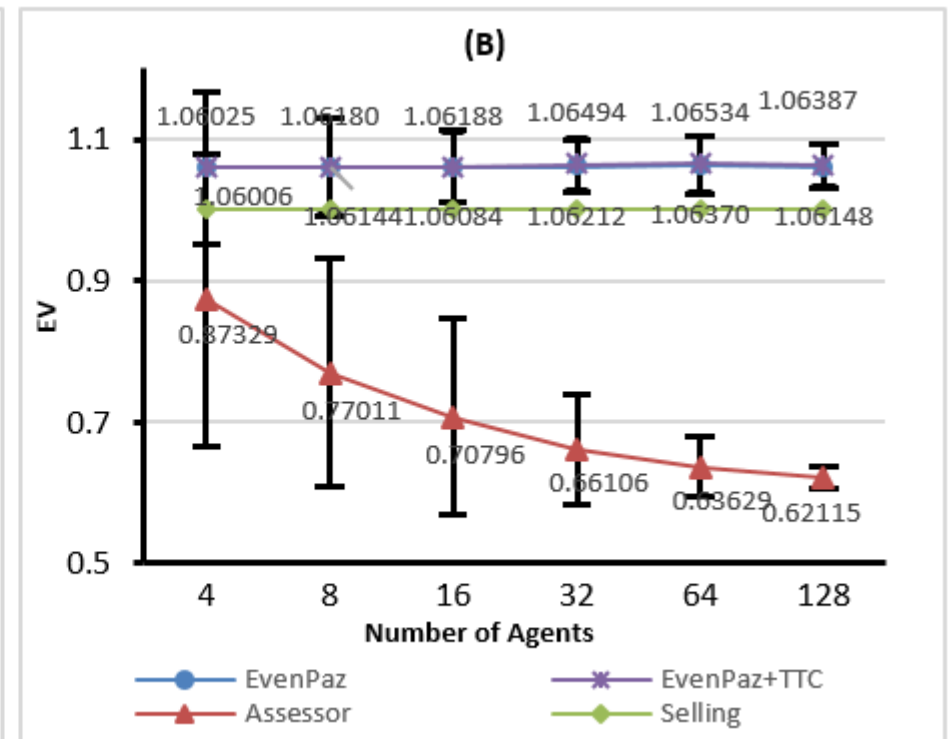 (B)
1.06025 1.06180 1.06188 1.06494 1.06534 1.06387
1.1
1.06006 1.06144 1.06084 1.06212 1.06370 1.06148
0.9
EV
0.87329
0.77011
0.7
0.70796
0.66106
0.63629
0.62115
0.5
4 8 16 32 64 128
Number of Agents
EvenPaz EvenPaz+TTC
Assessor Selling